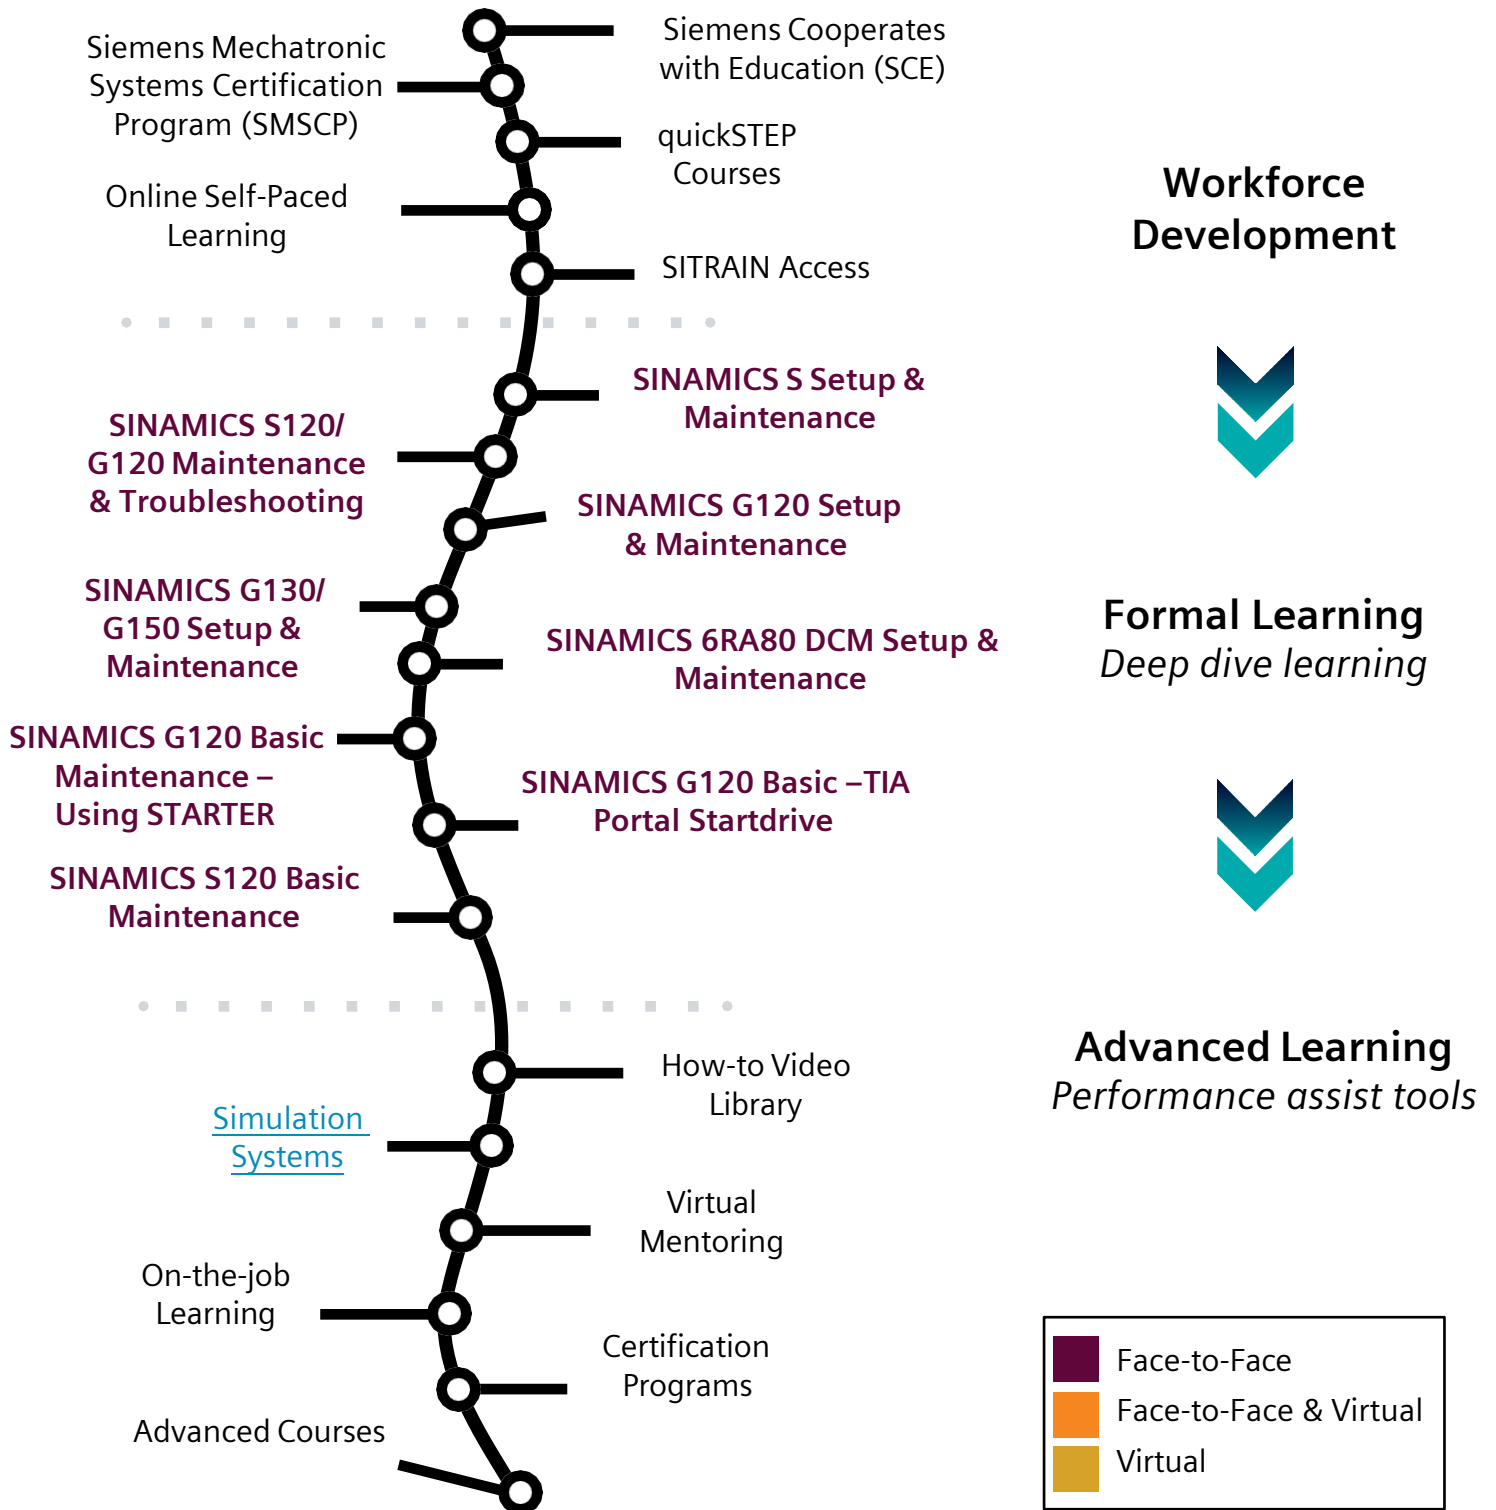 Siemens Cooperates
with Education (SCE)
Siemens Mechatronic
Systems Certification
Program (SMSCP)
quickSTEP
Courses
Online Self-Paced
Learning
SITRAIN Access
Workforce
Development
SINAMICS S Setup &
Maintenance
SINAMICS S120/
G120 Maintenance
& Troubleshooting
SINAMICS G120 Setup
& Maintenance
SINAMICS G130/
G150 Setup &
Maintenance
SINAMICS 6RA80 DCM Setup &
Maintenance
SINAMICS G120 Basic
Maintenance –
Using STARTER
SINAMICS G120 Basic –TIA
Portal Startdrive
SINAMICS S120 Basic
Maintenance
Formal Learning
Deep dive learning
How-to Video
Library
Simulation
Systems
Virtual
Mentoring
On-the-job
Learning
Certification
Programs
Advanced Courses
Advanced Learning
Performance assist tools
Face-to-Face
Face-to-Face & Virtual
Virtual